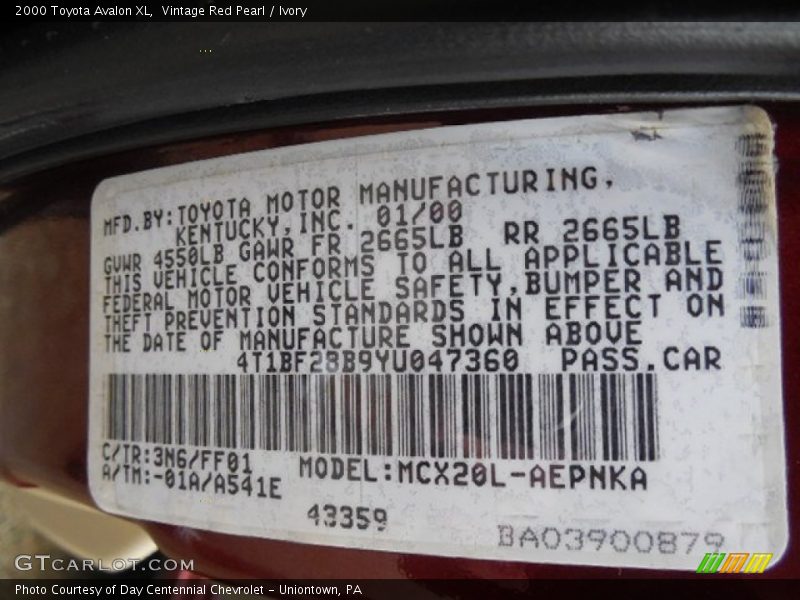 2000 Toyota Avalon XL, Vintage Red Pearl / Ivory
MFD.BY:TOYOTA MOTOR MANUFACTURING,
KENTUCKY,INC. 01/00
GVWR 4550LB GAWR FR 2665LB RR 2665LB
THIS VEHICLE CONFORMS TO ALL APPLICABLE
FEDERAL MOTOR VEHICLE SAFETY,BUMPER AND
THEFT PREVENTION STANDARDS IN EFFECT ON
THE DATE OF MANUFACTURE SHOWN ABOVE
4T1BF28B9YU047360 PASS.CAR
C/TR:3N6/FF01
A/TM:-01A/A541E
MODEL:MCX20L-AEPNKA
43359
BA03900879
GTCARLOT.COM
Photo Courtesy of Day Centennial Chevrolet - Uniontown, PA